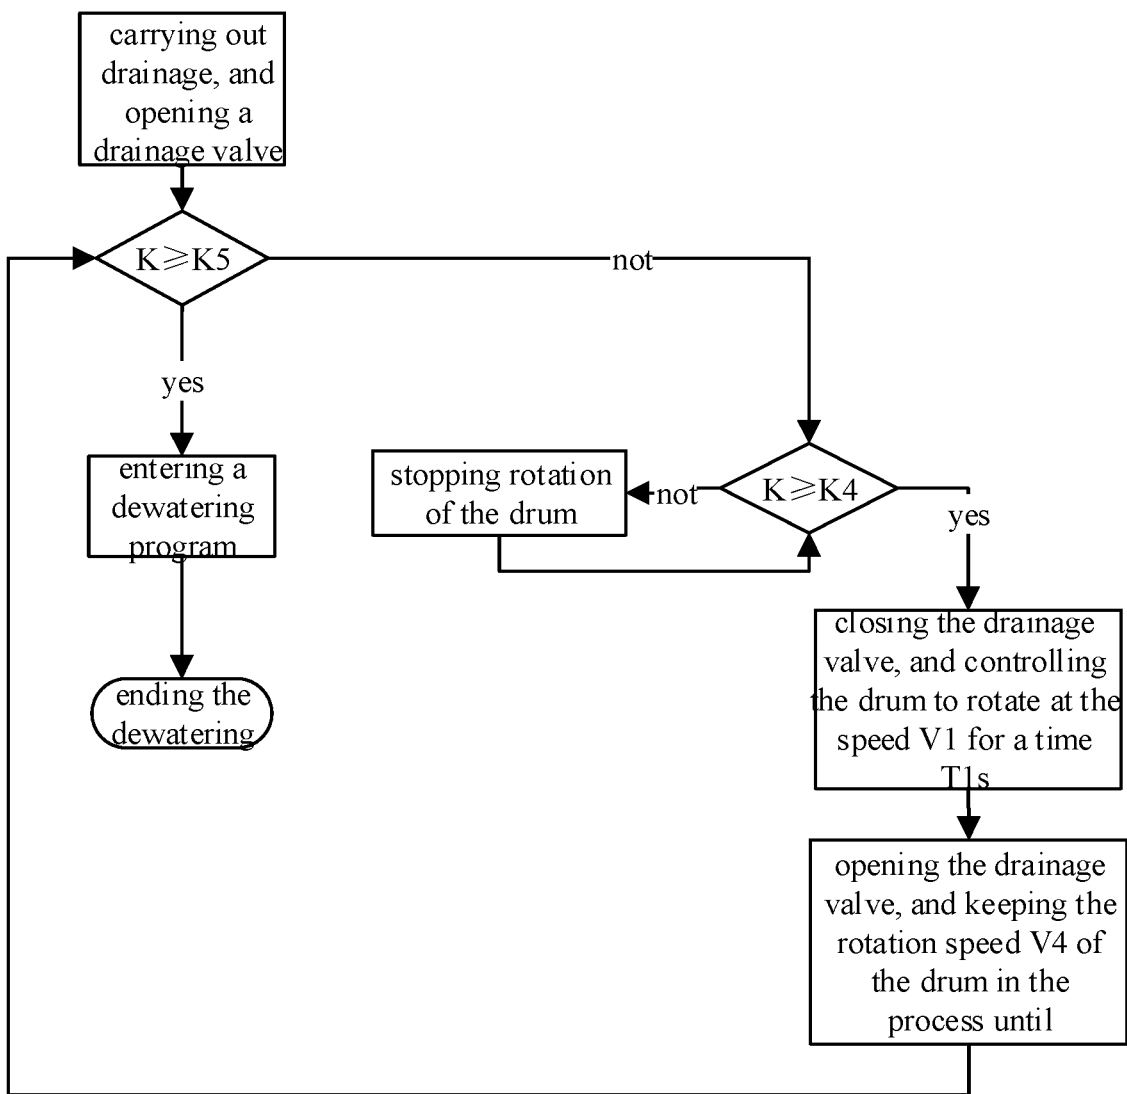 carrying out
drainage, and
opening a
drainage valve
K≥K5
not
yes
entering a
dewatering
program
stopping rotation
of the drum
not
K≥K4
yes
ending the
dewatering
closing the drainage
valve, and controlling
the drum to rotate at the
speed V1 for a time
T1s
opening the drainage
valve, and keeping the
rotation speed V4 of
the drum in the
process until